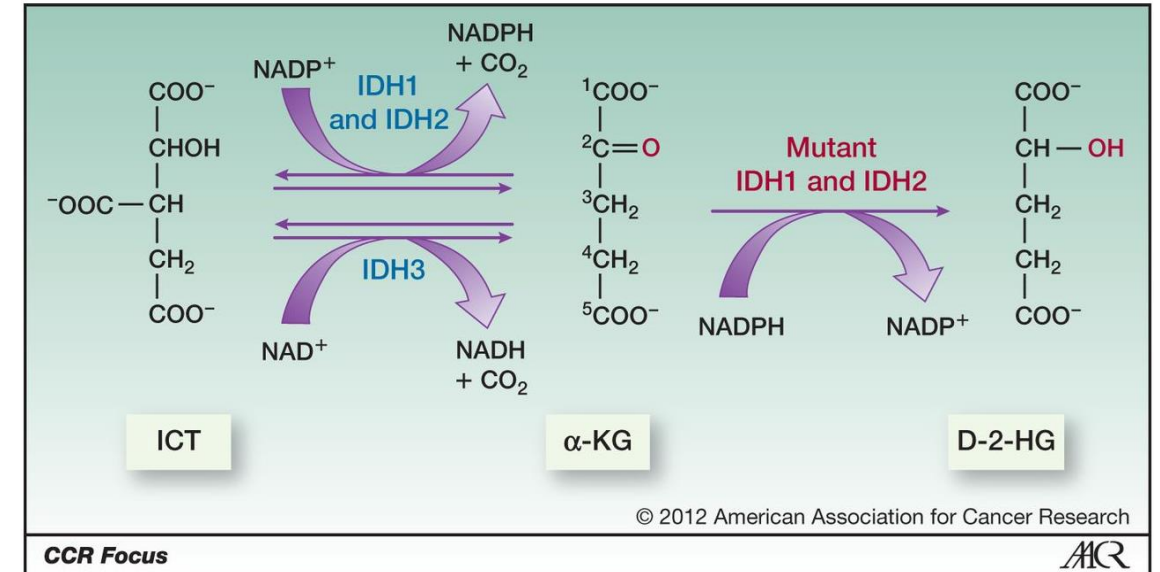 NADP⁺
IDH1
and IDH2
NADPH
+ CO₂
COO⁻
CHOH
⁻OOC — CH
CH₂
COO⁻
IDH3
NAD⁺
NADH
+ CO₂
¹COO⁻
²C=O
³CH₂
⁴CH₂
⁵COO⁻
Mutant
IDH1 and IDH2
NADPH
NADP⁺
COO⁻
CH — OH
CH₂
CH₂
COO⁻
ICT
α-KG
D-2-HG
© 2012 American Association for Cancer Research
CCR Focus
AACR